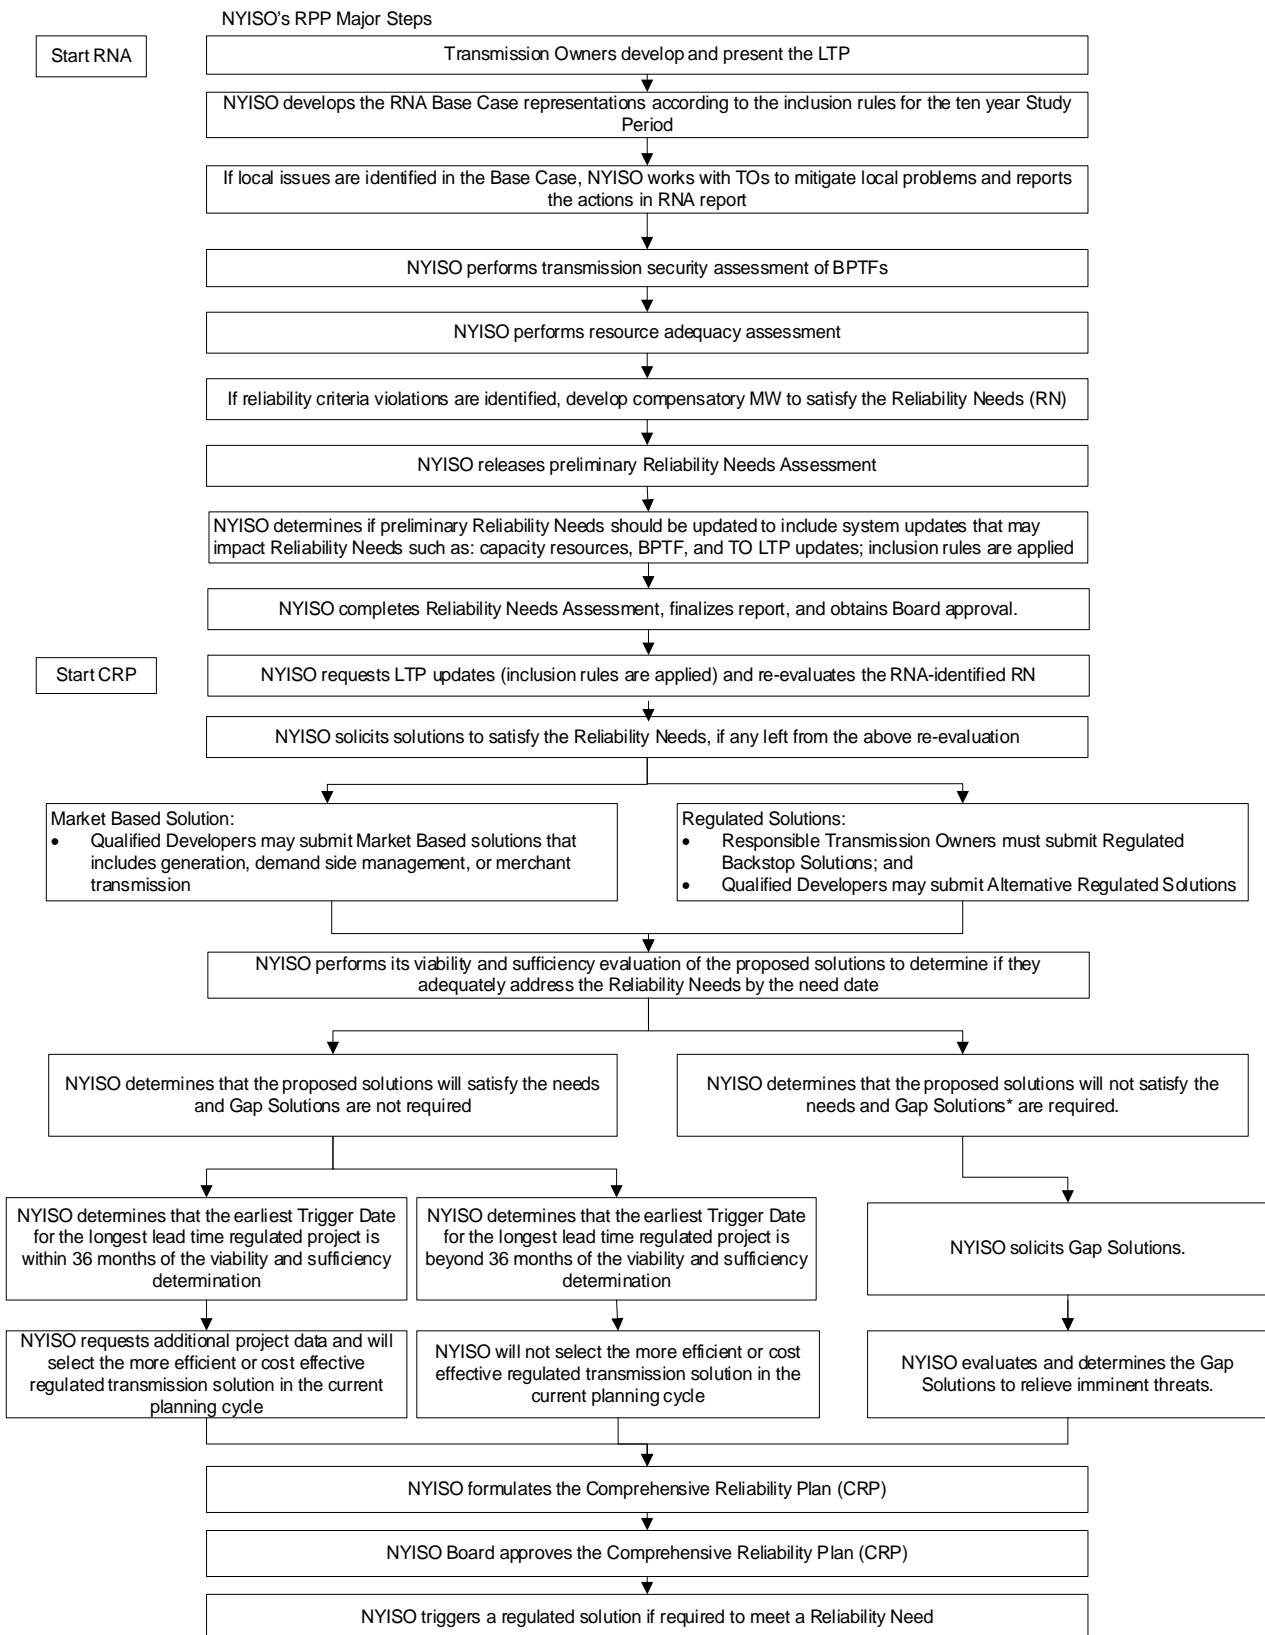 NYISO's RPP Major Steps
Start RNA
Transmission Owners develop and present the LTP
NYISO develops the RNA Base Case representations according to the inclusion rules for the ten year Study
Period
If local issues are identified in the Base Case, NYISO works with TOs to mitigate local problems and reports
the actions in RNA report
NYISO performs transmission security assessment of BPTFs
NYISO performs resource adequacy assessment
If reliability criteria violations are identified, develop compensatory MW to satisfy the Reliability Needs (RN)
NYISO releases preliminary Reliability Needs Assessment
NYISO determines if preliminary Reliability Needs should be updated to include system updates that may
impact Reliability Needs such as: capacity resources, BPTF, and TO LTP updates; inclusion rules are applied
NYISO completes Reliability Needs Assessment, finalizes report, and obtains Board approval.
Start CRP
NYISO requests LTP updates (inclusion rules are applied) and re-evaluates the RNA-identified RN
NYISO solicits solutions to satisfy the Reliability Needs, if any left from the above re-evaluation
Market Based Solution:
• Qualified Developers may submit Market Based solutions that
includes generation, demand side management, or merchant
transmission
Regulated Solutions:
• Responsible Transmission Owners must submit Regulated
Backstop Solutions; and
• Qualified Developers may submit Alternative Regulated Solutions
NYISO performs its viability and sufficiency evaluation of the proposed solutions to determine if they
adequately address the Reliability Needs by the need date
NYISO determines that the proposed solutions will satisfy the needs
and Gap Solutions are not required
NYISO determines that the proposed solutions will not satisfy the
needs and Gap Solutions* are required.
NYISO determines that the earliest Trigger Date
for the longest lead time regulated project is
within 36 months of the viability and sufficiency
determination
NYISO determines that the earliest Trigger Date
for the longest lead time regulated project is
beyond 36 months of the viability and sufficiency
determination
NYISO solicits Gap Solutions.
NYISO requests additional project data and will
select the more efficient or cost effective
regulated transmission solution in the current
planning cycle
NYISO will not select the more efficient or cost
effective regulated transmission solution in the
current planning cycle
NYISO evaluates and determines the Gap
Solutions to relieve imminent threats.
NYISO formulates the Comprehensive Reliability Plan (CRP)
NYISO Board approves the Comprehensive Reliability Plan (CRP)
NYISO triggers a regulated solution if required to meet a Reliability Need